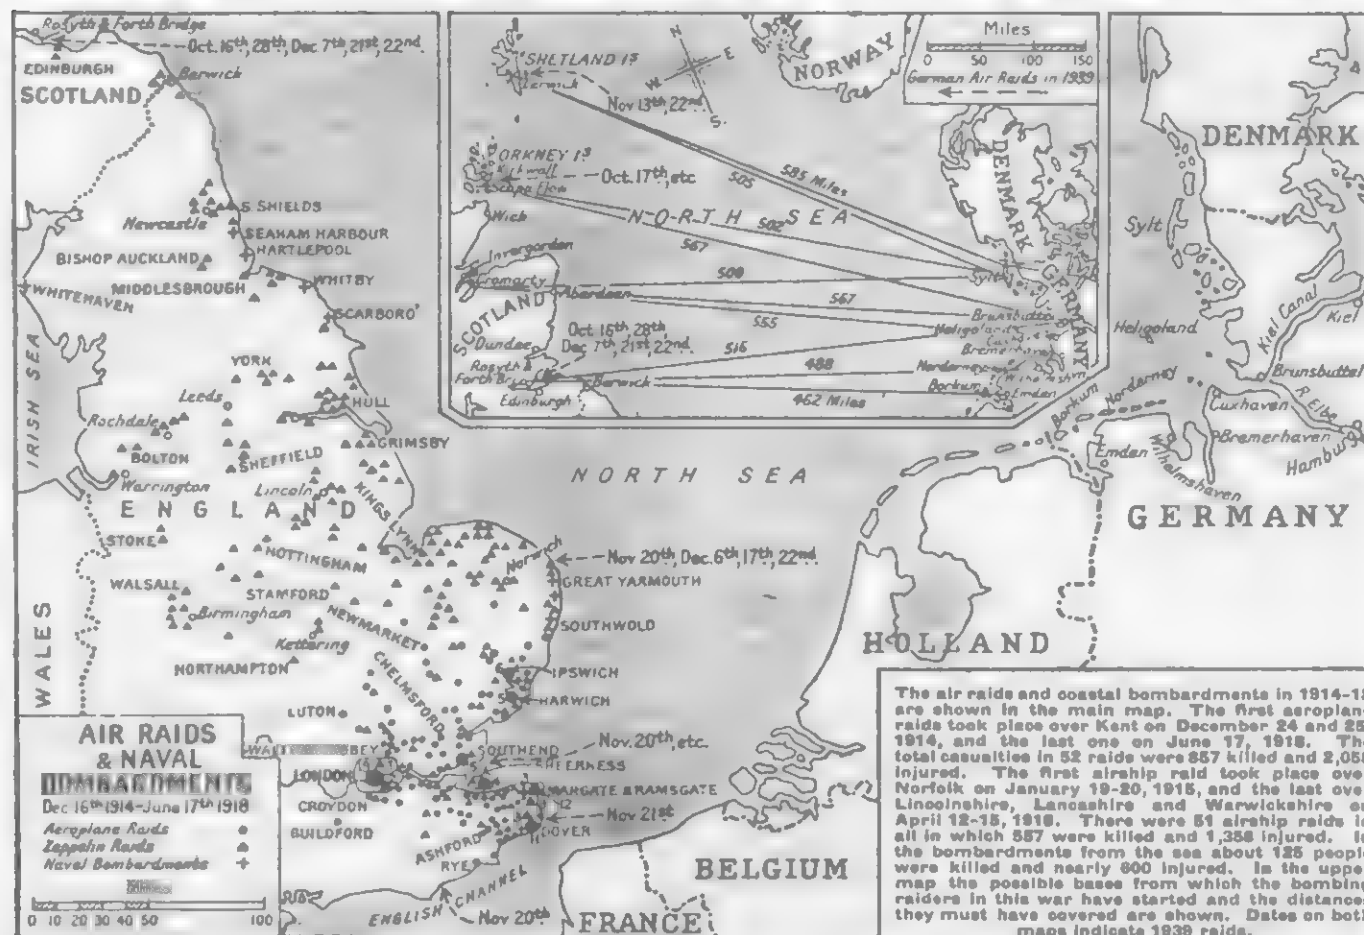 Rosyth & Forth Bridge
Oct. 16th, 28th, Dec. 7th, 21st, 22nd.
EDINBURGH
Berwick
SCOTLAND
Newcastle
S. SHIELDS
SEAHAM HARBOUR
HARTLEPOOL
BISHOP AUCKLAND
MIDDLESBROUGH
WHITBY
WHITEHAVEN
SCARBORO'
IRISH SEA
YORK
Leeds
HULL
Rochdale
GRIMSBY
BOLTON
SHEFFIELD
Warrington
Lincoln
KINGS LYNN
ENGLAND
STOKE
NOTTINGHAM
Norwich
Nov 20th, Dec. 6th, 17th, 22nd.
WALSALL
STAMFORD
GREAT YARMOUTH
Birmingham
NEWMARKET
SOUTHWOLD
WALES
Kettering
NORTHAMPTON
CHELMSFORD
IPSWICH
HARWICH
LUTON
SOUTHEND
Nov. 20th, etc.
SHEERNESS
LONDON
MARGATE & RAMSGATE
CROYDON
12
Nov 21st
GUILDFORD
DOVER
ASHFORD
RYE
ENGLISH CHANNEL
Nov 20th
NORTH SEA
SHETLAND Is
Lerwick
Nov 13th, 22nd.
N
E
W
S.
NORWAY
Miles
0 50 100 150
German Air Raids in 1939
ORKNEY Is
Kirkwall
Scapa Flow
Oct. 17th, etc
585 Miles
505
DENMARK
NORTH SEA
502
567
Wick
Invergordon
Cromarty
508
Sylt
GERMANY
Aberdeen
567
555
Brunsbuttel
Heligoland
SCOTLAND
Oct 16th, 28th,
Dec 7th, 21st, 22nd.
Dundee
516
Bremerhaven
Rosyth &
Forth Bridge
488
Norderney
Wilhelmshvn
Berwick
Borkum
Emden
Edinburgh
462 Miles
DENMARK
Sylt
Kiel Canal
Kiel
Heligoland
Brunsbuttel
Borkum
Norderney
Cuxhaven
R. Elbe
Bremerhaven
Hamburg
Emden
Wilhelmshaven
GERMANY
HOLLAND
BELGIUM
FRANCE
AIR RAIDS
& NAVAL
BOMBARDMENTS
Dec 16th 1914-June 17th 1918
Aeroplane Raids
Zeppelin Raids
Naval Bombardments
0 10 20 30 40 50 100
The air raids and coastal bombardments in 1914-18
are shown in the main map. The first aeroplane
raids took place over Kent on December 24 and 25,
1914, and the last one on June 17, 1918. The
total casualties in 52 raids were 857 killed and 2,058
injured. The first airship raid took place over
Norfolk on January 19-20, 1915, and the last over
Lincolnshire, Lancashire and Warwickshire on
April 12-13, 1918. There were 51 airship raids in
all in which 557 were killed and 1,358 injured. In
the bombardments from the sea about 125 people
were killed and nearly 600 injured. In the upper
map the possible bases from which the bombing
raiders in this war have started and the distances
they must have covered are shown. Dates on both
maps indicate 1939 raids.